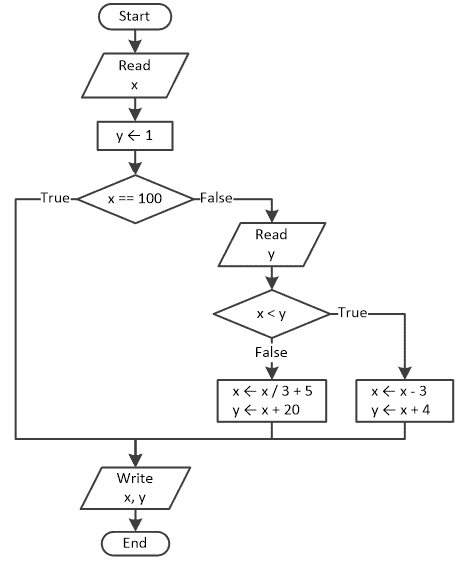 Start
Read
x
y ← 1
True
x == 100
False
Read
y
x < y
True
False
x ← x / 3 + 5
y ← x + 20
x ← x - 3
y ← x + 4
Write
x, y
End